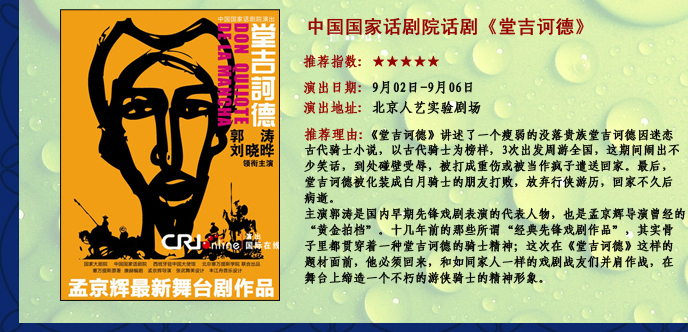 中国国家话剧院话剧《堂吉诃德》
推荐指数: ★★★★★
演出日期: 9月02日-9月06日
演出地址: 北京人艺实验剧场
推荐理由:《堂吉诃德》讲述了一个瘦弱的没落贵族堂吉诃德因迷恋
古代骑士小说，以古代骑士为榜样，3次出发周游全国，这期间闹出不
少笑话，到处碰壁受辱，被打成重伤或被当作疯子遣送回家。最后，
堂吉诃德被化装成白月骑士的朋友打败，放弃行侠游历，回家不久后
病逝。
主演郭涛是国内早期先锋戏剧表演的代表人物，也是孟京辉导演曾经的
“黄金拍档”。十几年前的那些所谓“经典先锋戏剧作品”，其实骨
子里都贯穿着一种堂吉诃德的骑士精神；这次在《堂吉诃德》这样的
题材面前，他必须回来，和如同家人一样的戏剧战友们并肩作战，在
舞台上缔造一个不朽的游侠骑士的精神形象。
中国国家话剧院演出
堂吉诃德
DON QUIJOTE
DE LA MANCHA
郭 涛
刘晓晔
领衔主演
CRI online 演出
国际在线
孟京辉最新舞台剧作品